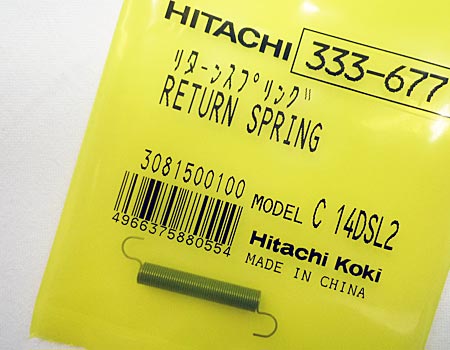 HITACHI 333-677
ﾘﾀｰﾝｽﾌﾟﾘﾝｸﾞ
RETURN SPRING
3081500100
4966375880554
MODEL C 14DSL2
Hitachi Koki
MADE IN CHINA